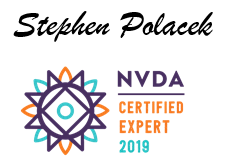 Stephen Polacek
NVDA
CERTIFIED
EXPERT
2019